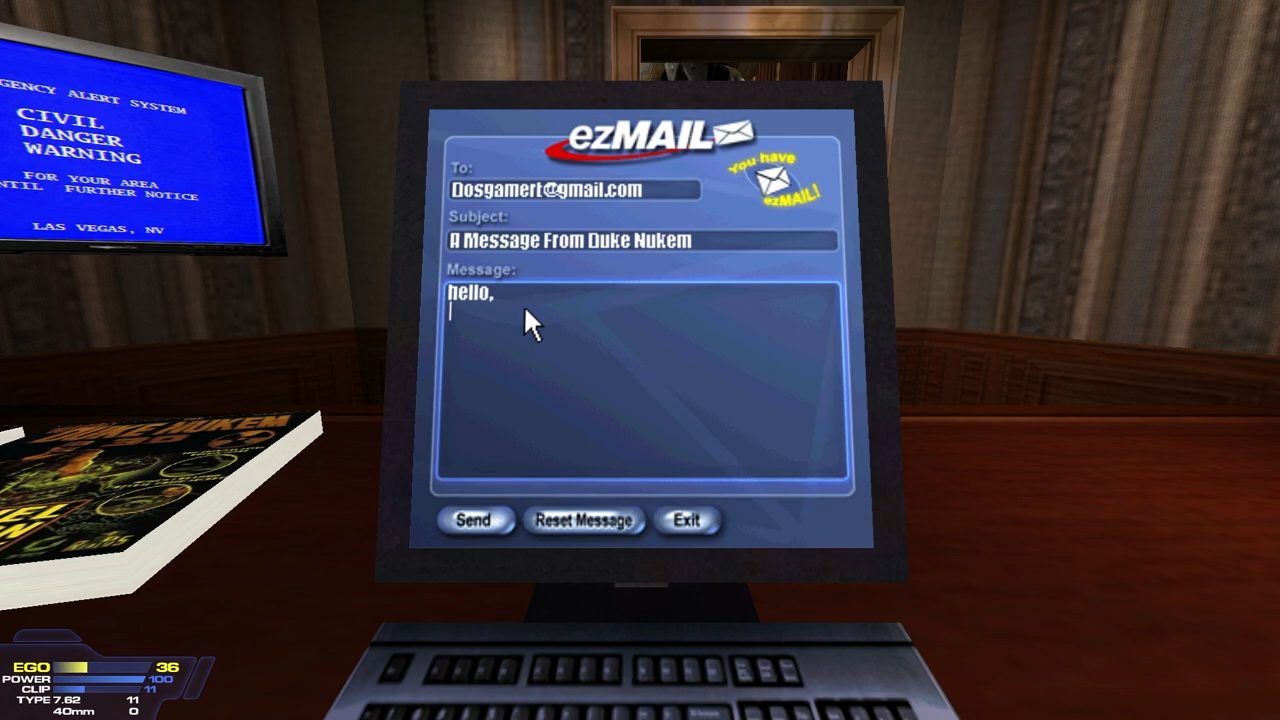 GENCY ALERT SYSTEM
CIVIL
DANGER
WARNING
FOR YOUR AREA
NTIL FURTHER NOTICE
LAS VEGAS, NV
ezMAIL
You have
ezMAIL!
To:
Dosgamert@gmail.com
Subject:
A Message From Duke Nukem
Message:
hello,
Send
Reset Message
Exit
DUKE NUKEM
EGO 36
POWER 100
CLIP 11
TYPE 7.62 11
40mm 0